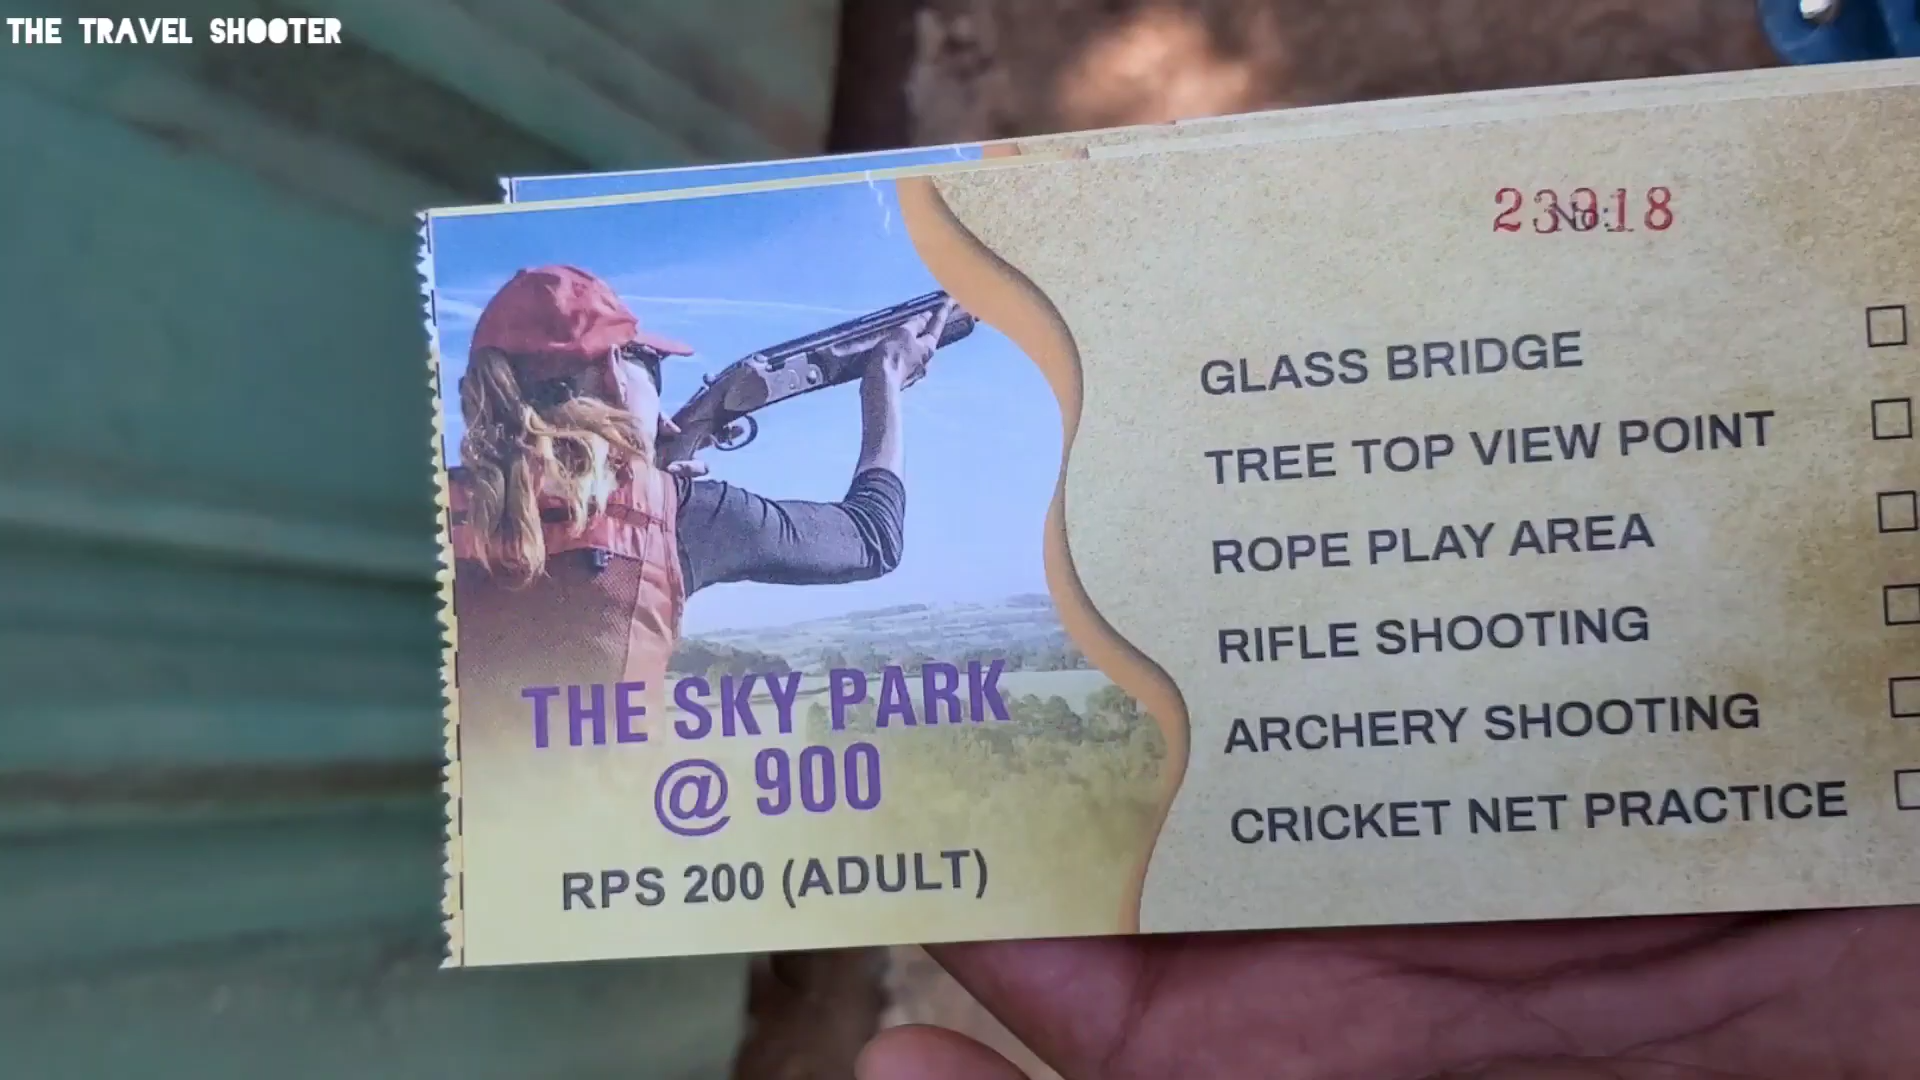 THE TRAVEL SHOOTER
No:
GLASS BRIDGE
TREE TOP VIEW POINT
ROPE PLAY AREA
RIFLE SHOOTING
ARCHERY SHOOTING
CRICKET NET PRACTICE
THE SKY PARK
@ 900
RPS 200 (ADULT)